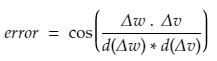 error = cos(Δw . Δv / d(Δw) * d(Δv))